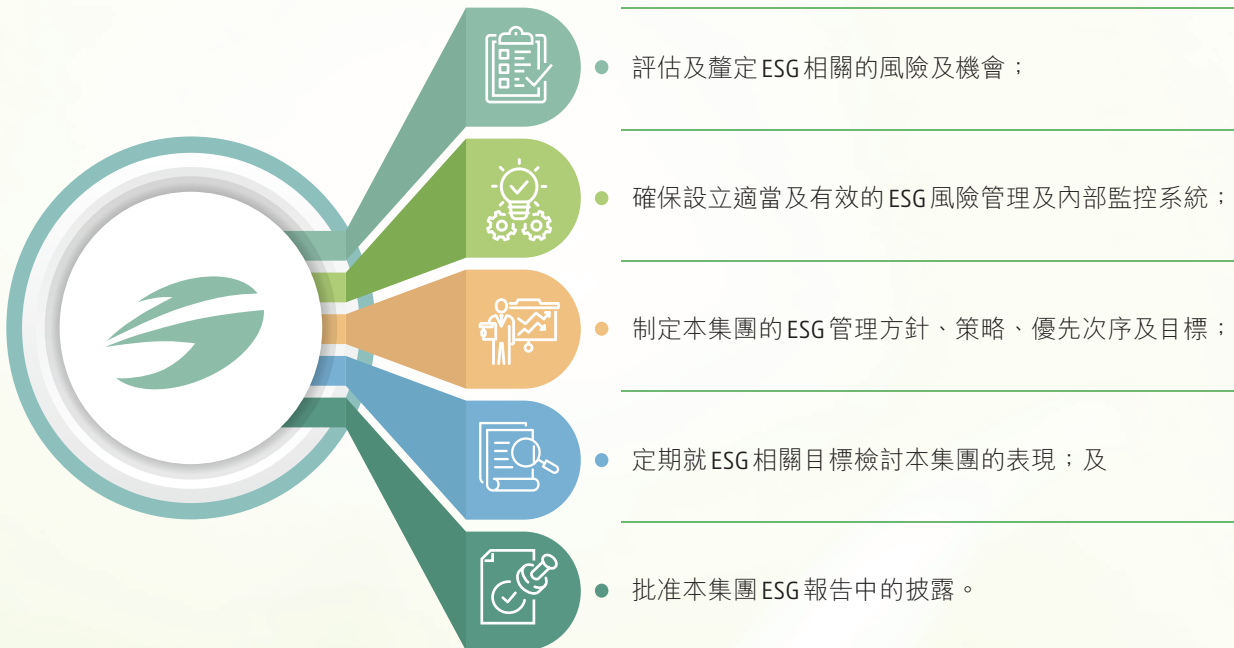 評估及釐定ESG相關的風險及機會；
確保設立適當及有效的ESG風險管理及內部監控系統；
制定本集團的ESG管理方針、策略、優先次序及目標；
定期就ESG相關目標檢討本集團的表現；及
批准本集團ESG報告中的披露。